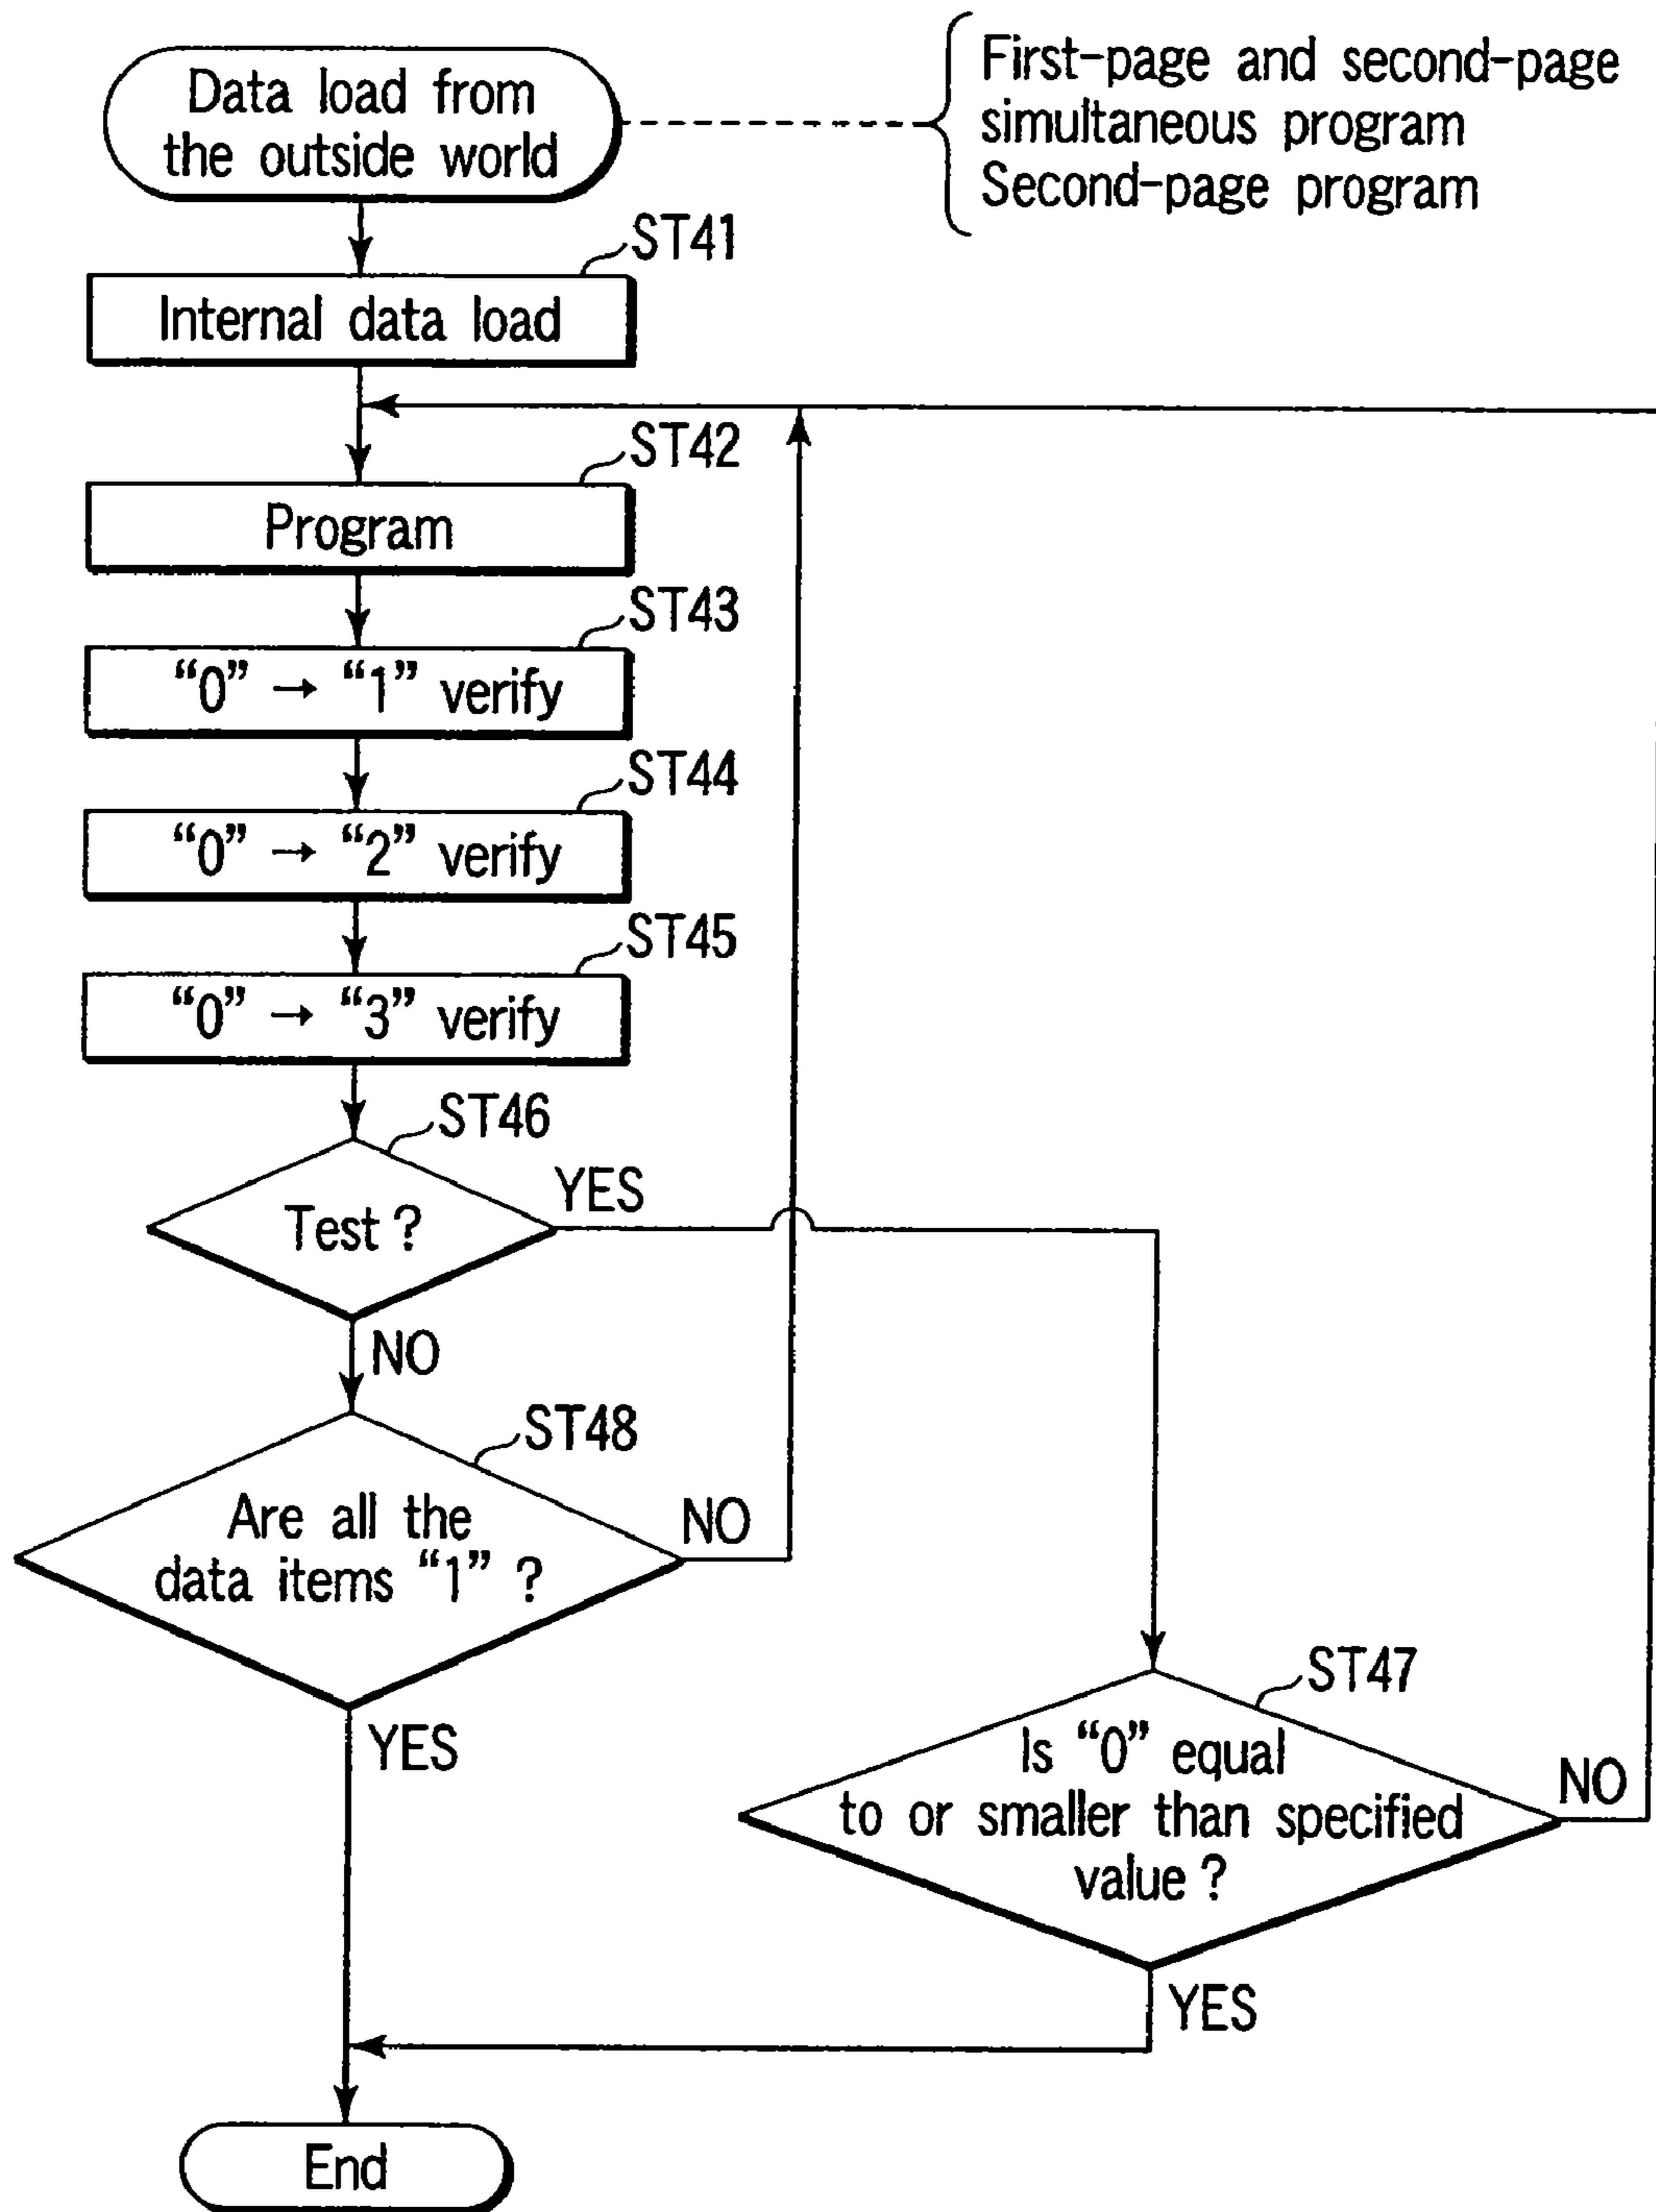 Data load from
the outside world
First-page and second-page
simultaneous program
Second-page program
ST41
Internal data load
ST42
Program
ST43
“0” → “1” verify
ST44
“0” → “2” verify
ST45
“0” → “3” verify
ST46
Test ?
YES
NO
ST48
Are all the
data items “1” ?
NO
YES
ST47
Is “0” equal
to or smaller than specified
value ?
NO
YES
End